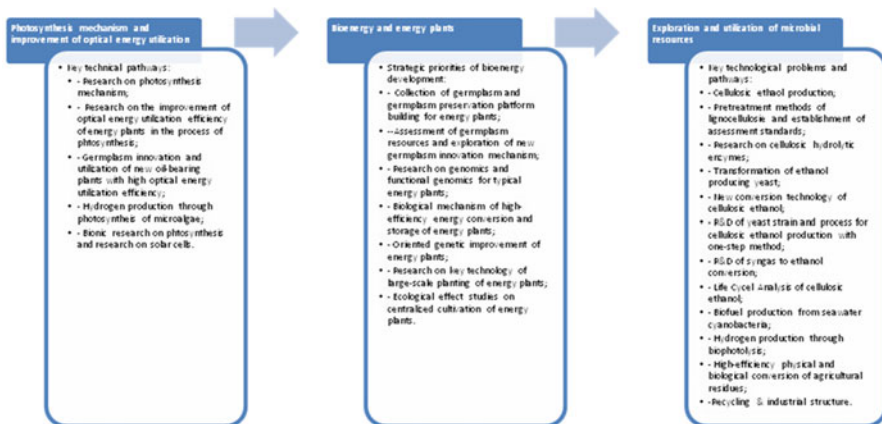 Photosynthesis mechanism and
improvement of optical energy utilization
• Key technical pathways:
• - Research on photosynthesis
mechanism;
• - Research on the improvement of
optical energy utilization efficiency
of energy plants in the process of
phtosynthesis;
• - Germplasm innovation and
utilization of new oil-bearing
plants with high optical energy
utilization efficiency;
• - Hydrogen production through
photosyntheis of microalgae;
• - Bionic research on phtosynthesis
and research on solar cells.
Bioenergy and energy plants
• Strategic priorities of bioenergy
development:
• - Collection of germplasm and
germplasm preservation platform
building for energy plants;
• --Assessment of germplasm
resources and exploration of new
germplasm innovation mechanism;
• - Research on genomics and
functional genomics for typical
energy plants;
• - Biological mechanism of high-
efficiency energy conversion and
storage of energy plants;
• - Oriented genetic improvement of
energy plants;
• - Research on key technology of
large-scale planting of energy plants;
• - Ecological effect studies on
centralized cultivation of energy
plants.
Exploration and utilization of microbial
resources
• Key technological problems and
pathways:
• - Cellulosic ethaol production;
• - Pretreatment methods of
lignocellulosie and establishment of
assessment standards;
• - Research on cellulosic hydrolytic
enzymes;
• - Transformation of ethanol
producing yeast;
• - New conversion technology of
cellulosic ethanol;
• - R&D of yeast strain and process for
cellulosic ethanol production with
one-step method;
• - R&D of syngas to ethanol
conversion;
• - Life Cycel Analysis of cellulosic
ethanol;
• - Biofuel production from seawater
cyanobacteria;
• - Hydrogen production through
biophotolysis;
• - High-efficiency physical and
biological conversion of agricultural
residues;
• -Recycling & industrial structure.